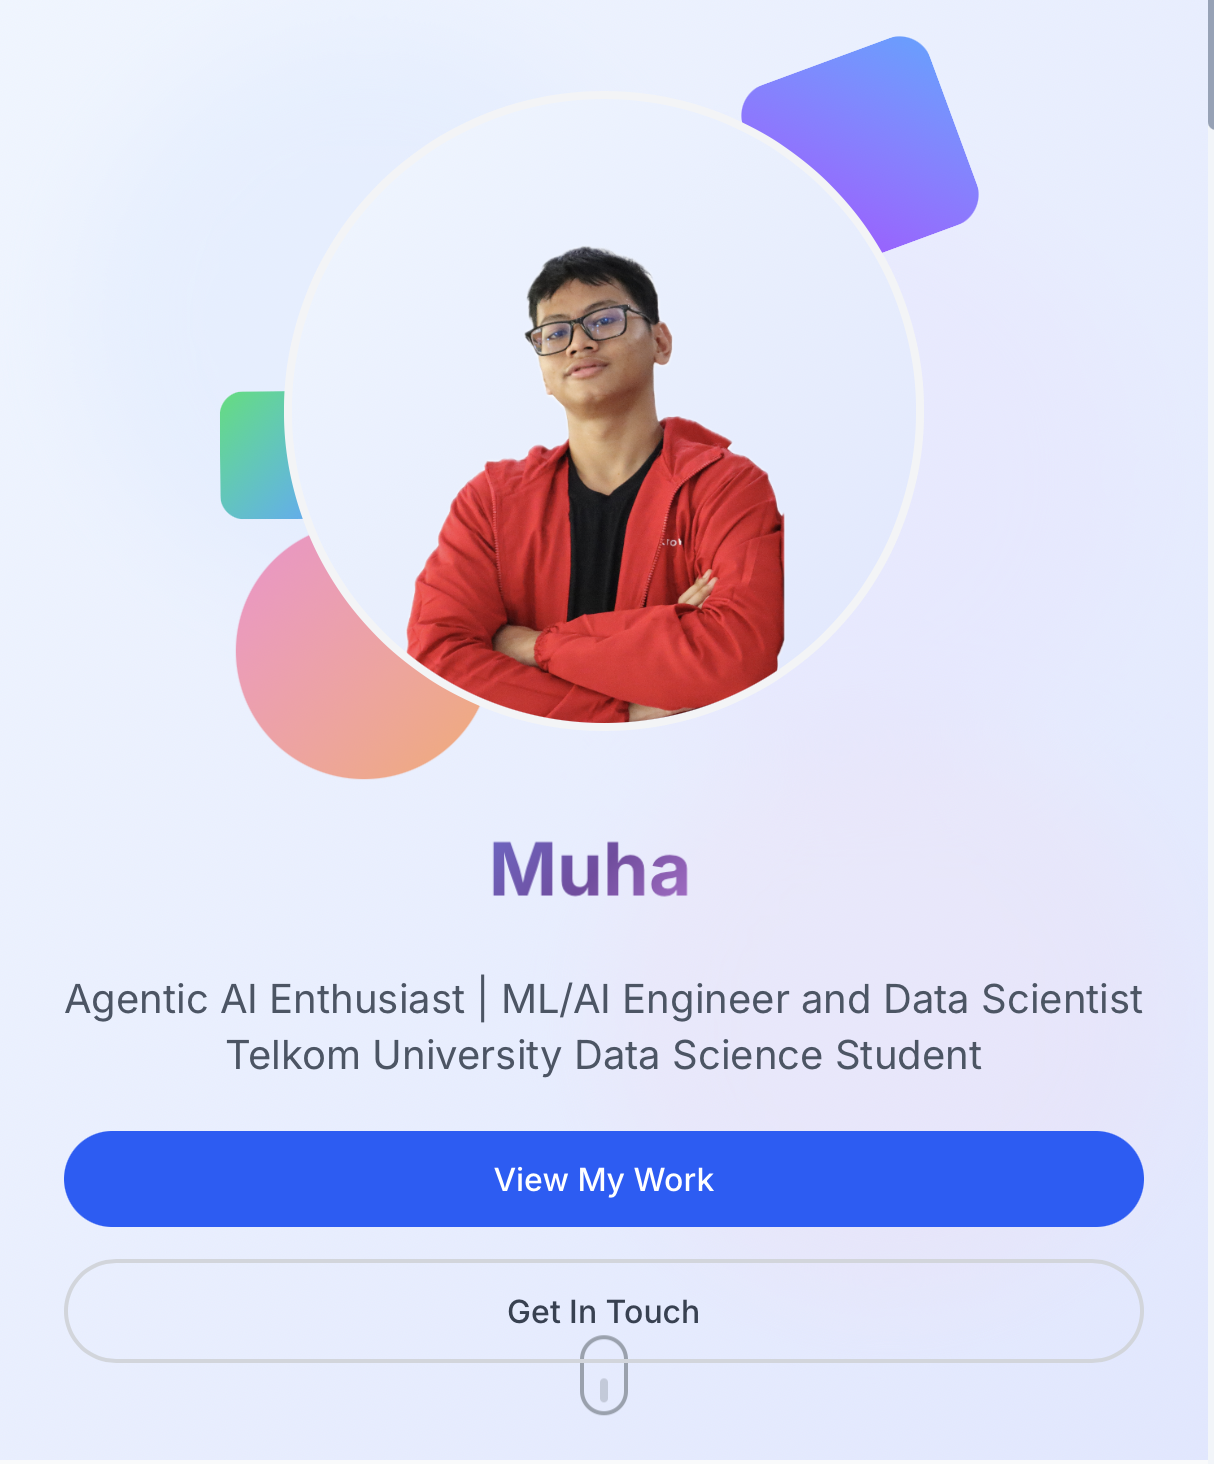 Muha
Agentic AI Enthusiast | ML/AI Engineer and Data Scientist
Telkom University Data Science Student
View My Work
Get In Touch